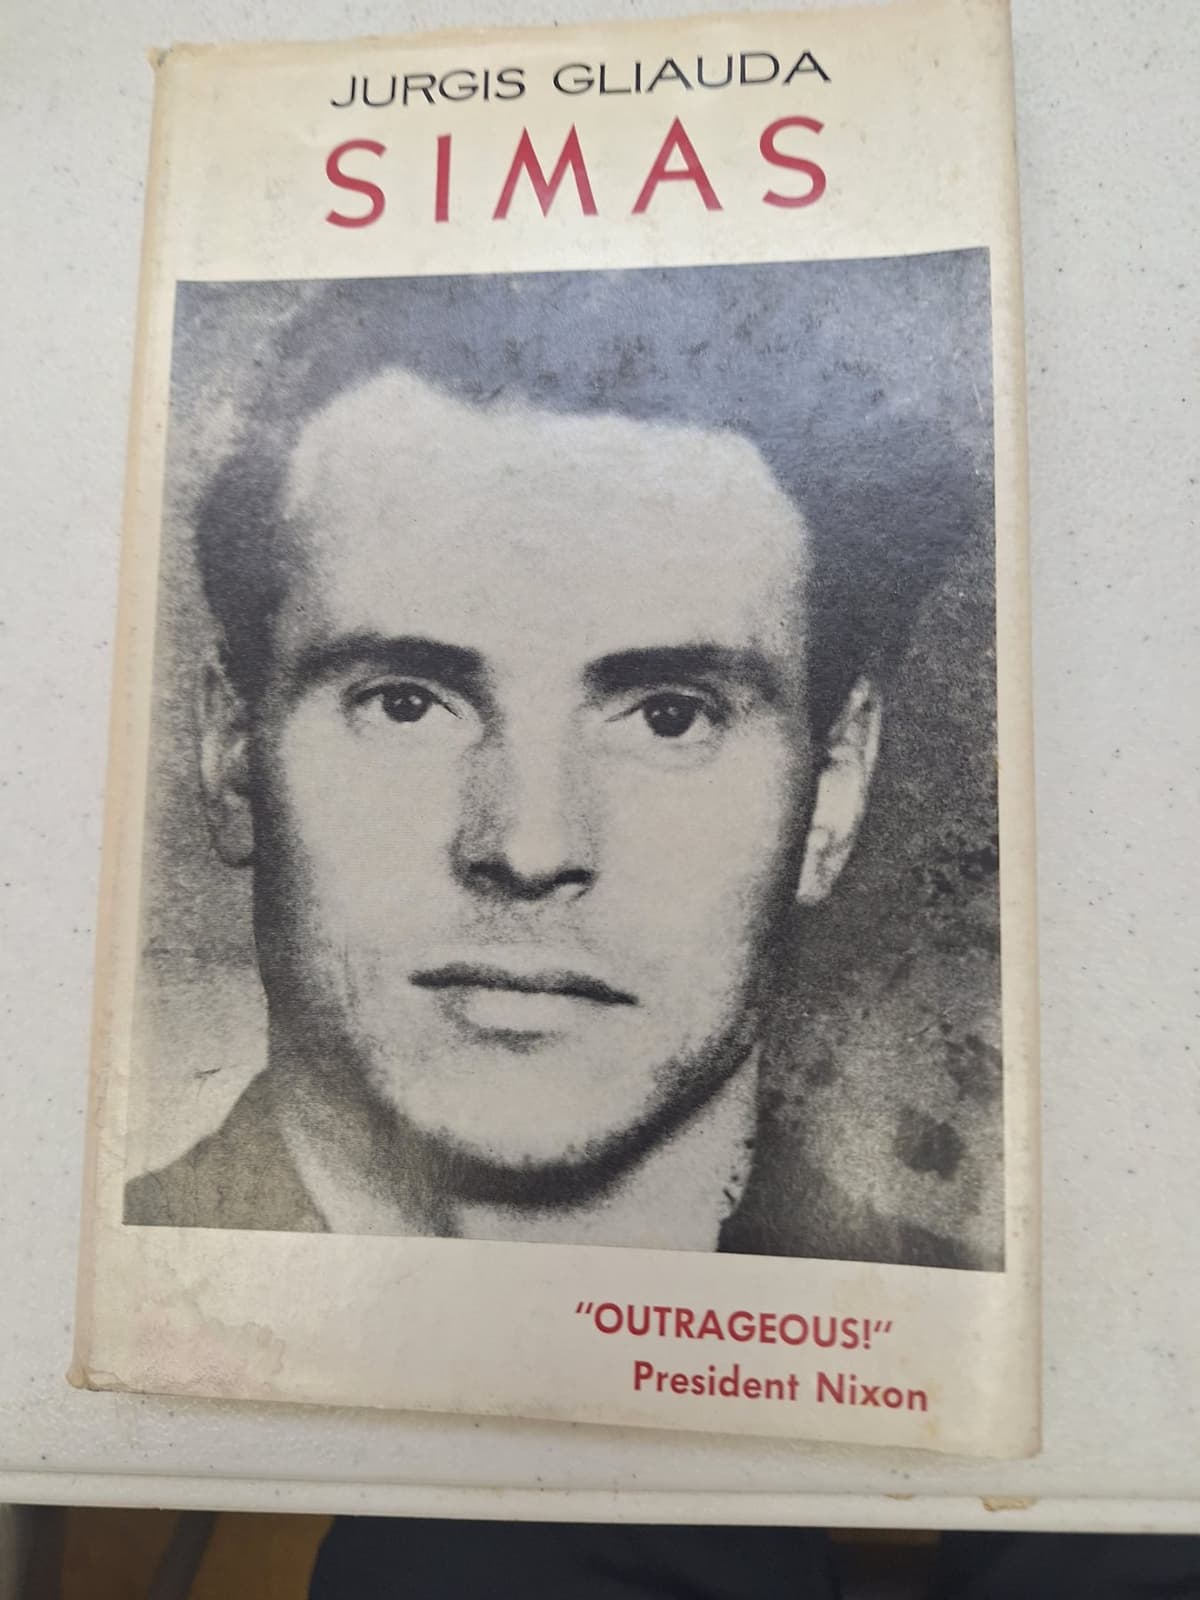 JURGIS GLIAUDA
SIMAS
"OUTRAGEOUS!"
President Nixon